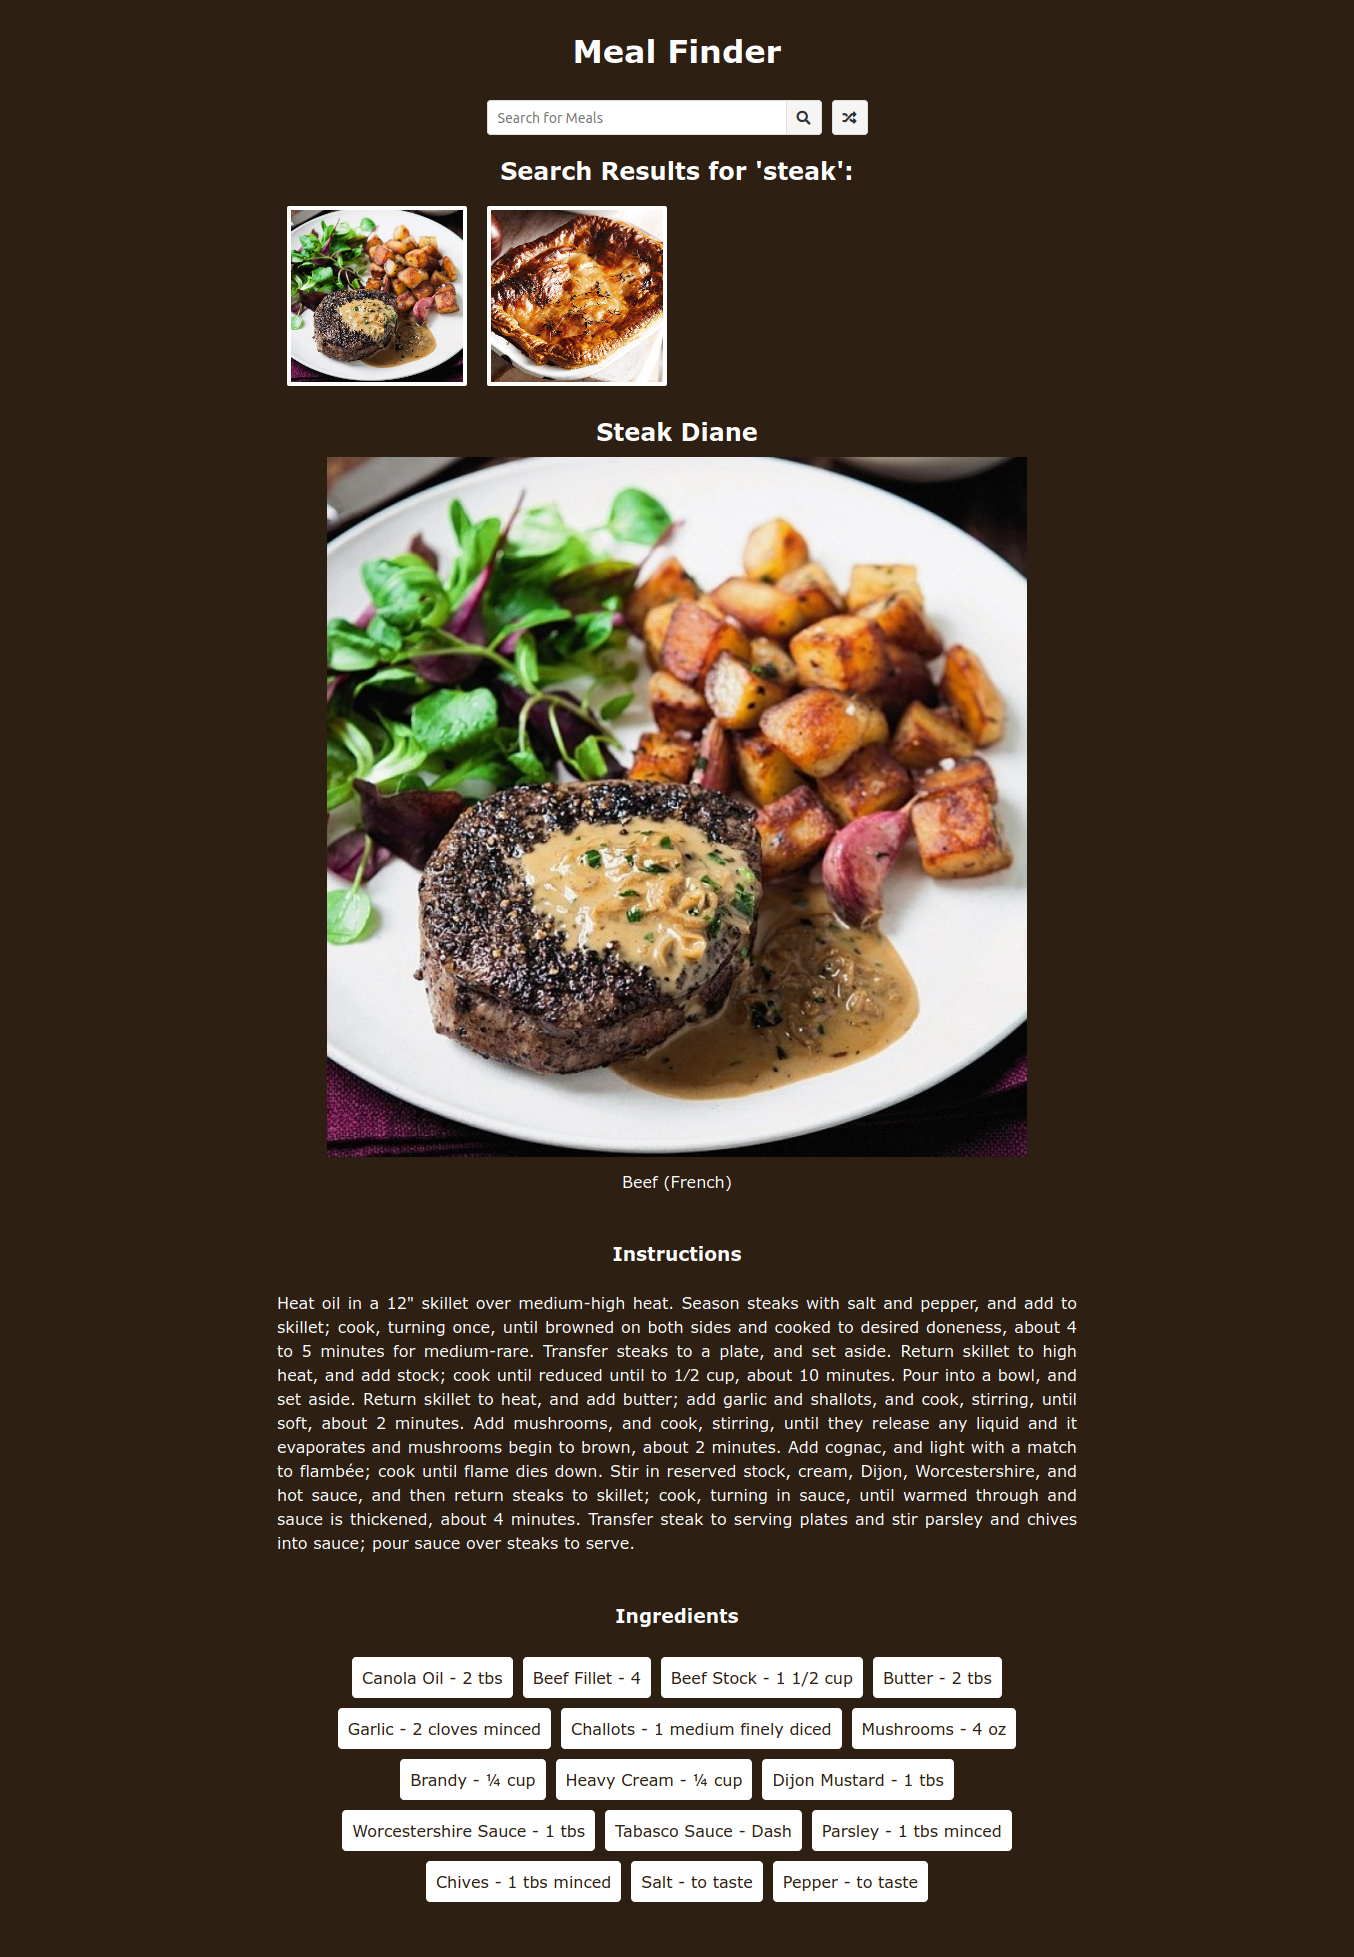 Meal Finder
Search for Meals
Search Results for 'steak':
Steak Diane
Beef (French)
Instructions
Heat oil in a 12" skillet over medium-high heat. Season steaks with salt and pepper, and add to
skillet; cook, turning once, until browned on both sides and cooked to desired doneness, about 4
to 5 minutes for medium-rare. Transfer steaks to a plate, and set aside. Return skillet to high
heat, and add stock; cook until reduced until to 1/2 cup, about 10 minutes. Pour into a bowl, and
set aside. Return skillet to heat, and add butter; add garlic and shallots, and cook, stirring, until
soft, about 2 minutes. Add mushrooms, and cook, stirring, until they release any liquid and it
evaporates and mushrooms begin to brown, about 2 minutes. Add cognac, and light with a match
to flambée; cook until flame dies down. Stir in reserved stock, cream, Dijon, Worcestershire, and
hot sauce, and then return steaks to skillet; cook, turning in sauce, until warmed through and
sauce is thickened, about 4 minutes. Transfer steak to serving plates and stir parsley and chives
into sauce; pour sauce over steaks to serve.
Ingredients
Canola Oil - 2 tbs Beef Fillet - 4 Beef Stock - 1 1/2 cup Butter - 2 tbs
Garlic - 2 cloves minced Challots - 1 medium finely diced Mushrooms - 4 oz
Brandy - ¼ cup Heavy Cream - ¼ cup Dijon Mustard - 1 tbs
Worcestershire Sauce - 1 tbs Tabasco Sauce - Dash Parsley - 1 tbs minced
Chives - 1 tbs minced Salt - to taste Pepper - to taste